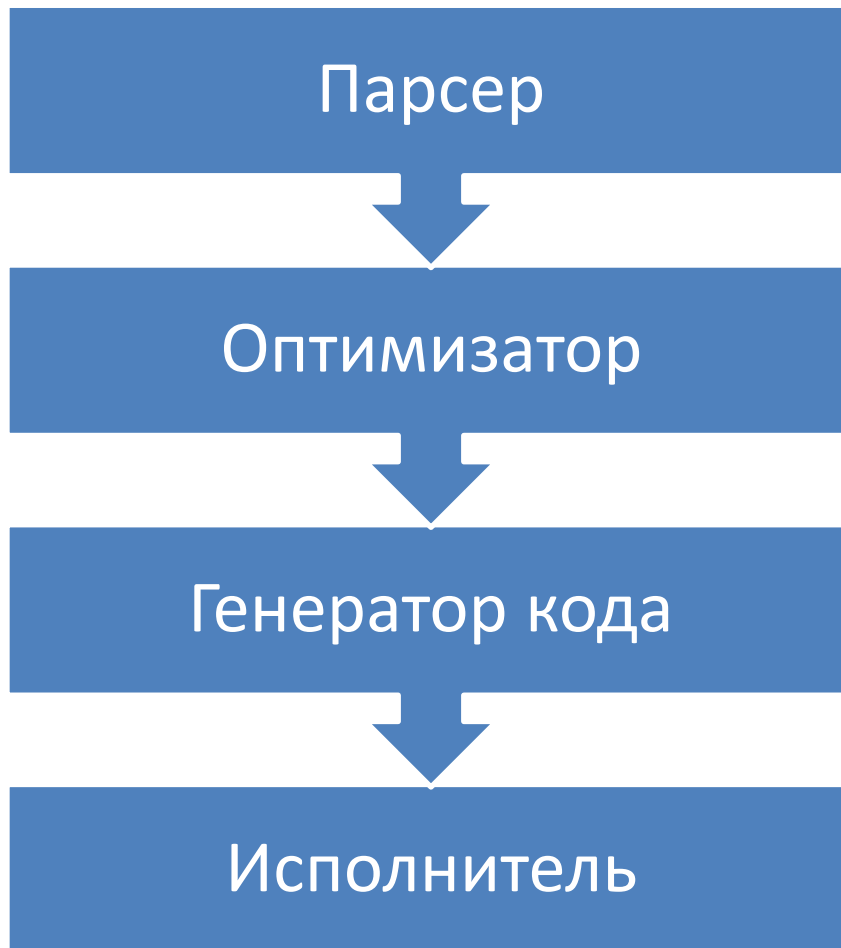 Парсер
Оптимизатор
Генератор кода
Исполнитель